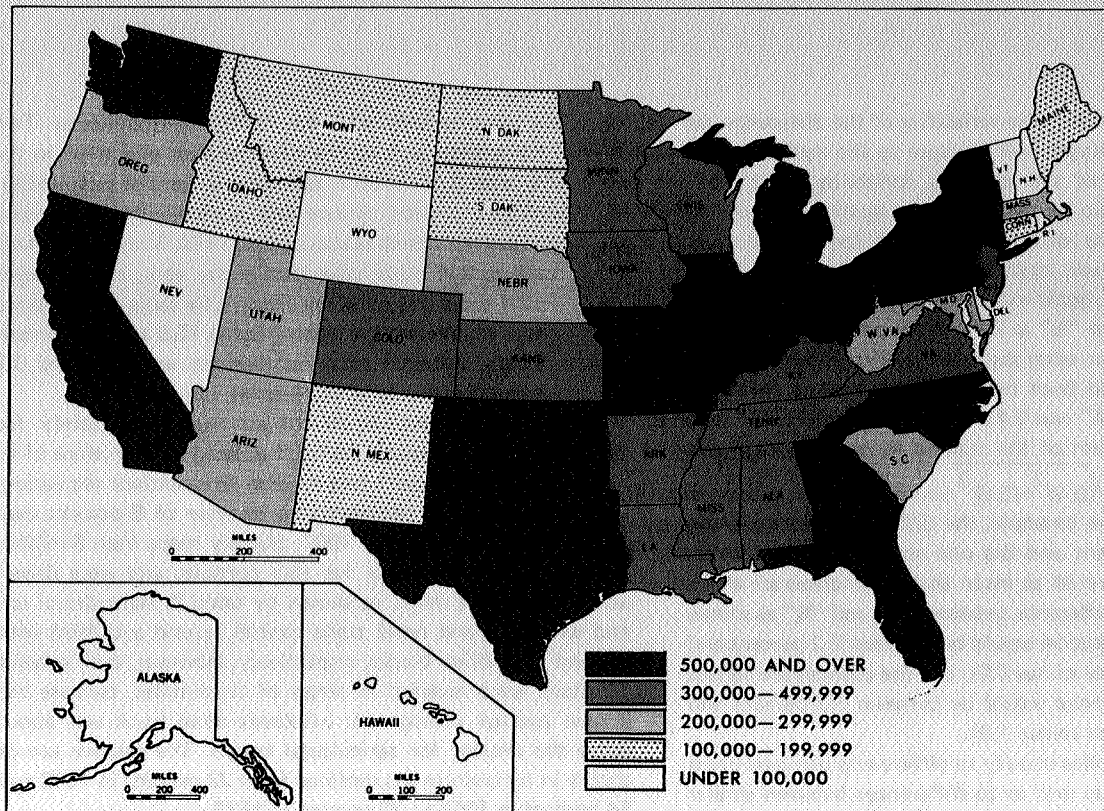 MAINE
MONT
N DAK
VT
N.H.
OREG
MINN
IDAHO
S DAK
WISC
MASS
CONN
R I
WYO
IOWA
NEBR
NEV
UTAH
MD
DEL
COLO
W VA
KANS
VA
KY
TENN
ARIZ
N MEX
ARK
S C
MISS
ALA
LA
MILES
0 200 400
500,000 AND OVER
300,000—499,999
200,000—299,999
100,000—199,999
UNDER 100,000
ALASKA
MILES
0 200 400
HAWAII
MILES
0 100 200